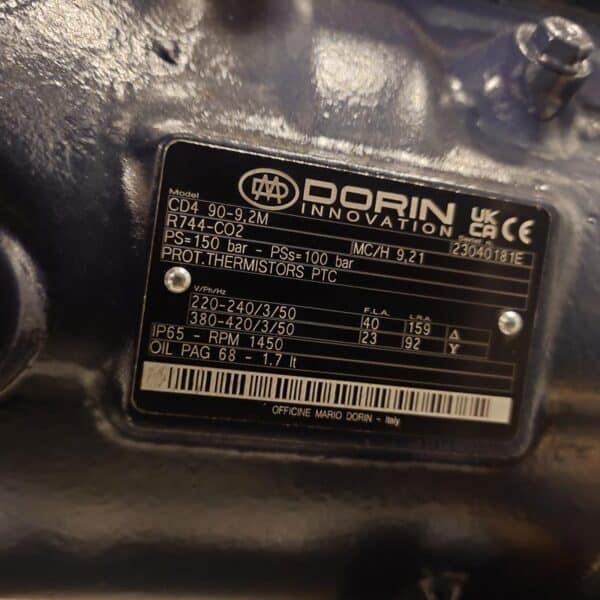 DORIN
INNOVATION
UK
CA
CE
Model
CD4 90-9,2M
R744-CO2
MC/H 9,21
23040181E
PS=150 bar - PSs=100 bar
PROT.THERMISTORS PTC
V/Ph/Hz
F.L.A.
L.R.A.
220-240/3/50 40 159 Δ
380-420/3/50 23 92 Y
IP65 - RPM 1450
OIL PAG 68 - 1.7 lt
OFFICINE MARIO DORIN - Italy